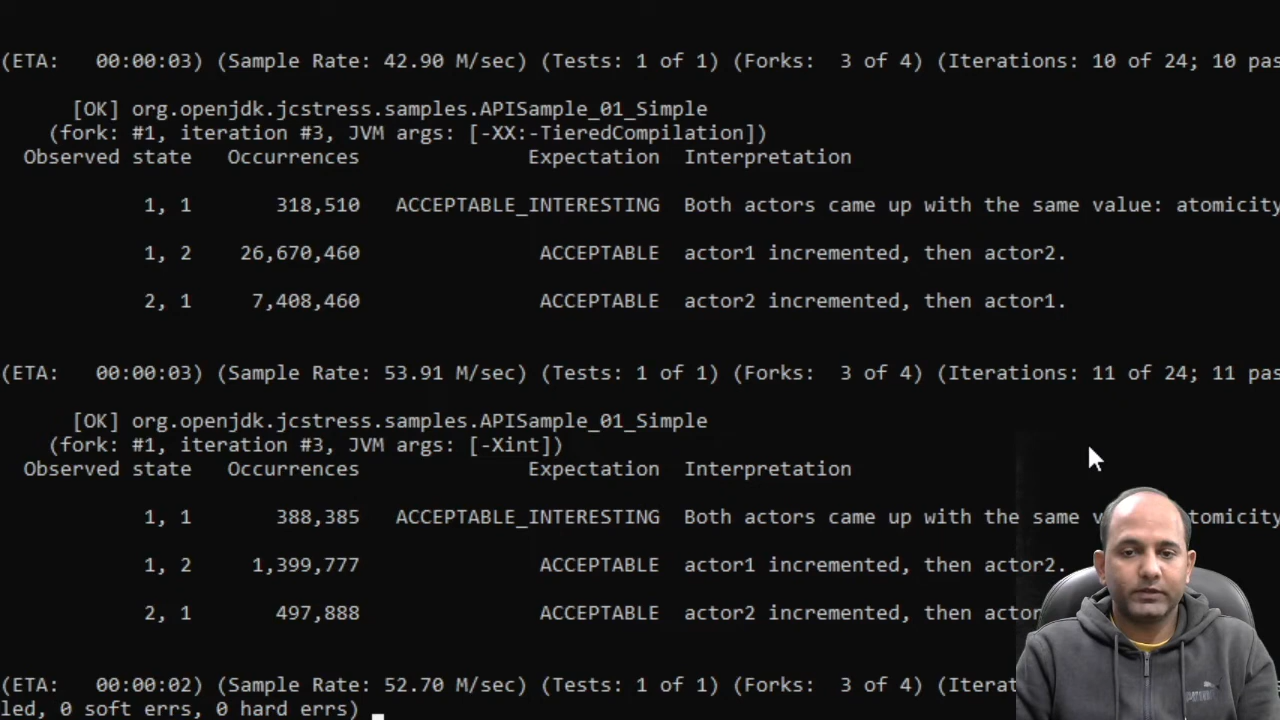 (ETA: 00:00:03) (Sample Rate: 42.90 M/sec) (Tests: 1 of 1) (Forks: 3 of 4) (Iterations: 10 of 24; 10 pas
[OK] org.openjdk.jcstress.samples.APISample_01_Simple
(fork: #1, iteration #3, JVM args: [-XX:-TieredCompilation])
Observed state Occurrences Expectation Interpretation
1, 1 318,510 ACCEPTABLE_INTERESTING Both actors came up with the same value: atomicity
1, 2 26,670,460 ACCEPTABLE actor1 incremented, then actor2.
2, 1 7,408,460 ACCEPTABLE actor2 incremented, then actor1.
(ETA: 00:00:03) (Sample Rate: 53.91 M/sec) (Tests: 1 of 1) (Forks: 3 of 4) (Iterations: 11 of 24; 11 pas
[OK] org.openjdk.jcstress.samples.APISample_01_Simple
(fork: #1, iteration #3, JVM args: [-Xint])
Observed state Occurrences Expectation Interpretation
1, 1 388,385 ACCEPTABLE_INTERESTING Both actors came up with the same v tomicity
1, 2 1,399,777 ACCEPTABLE actor1 incremented, then actor2.
2, 1 497,888 ACCEPTABLE actor2 incremented, then actor
(ETA: 00:00:02) (Sample Rate: 52.70 M/sec) (Tests: 1 of 1) (Forks: 3 of 4) (Iterat
led, 0 soft errs, 0 hard errs)